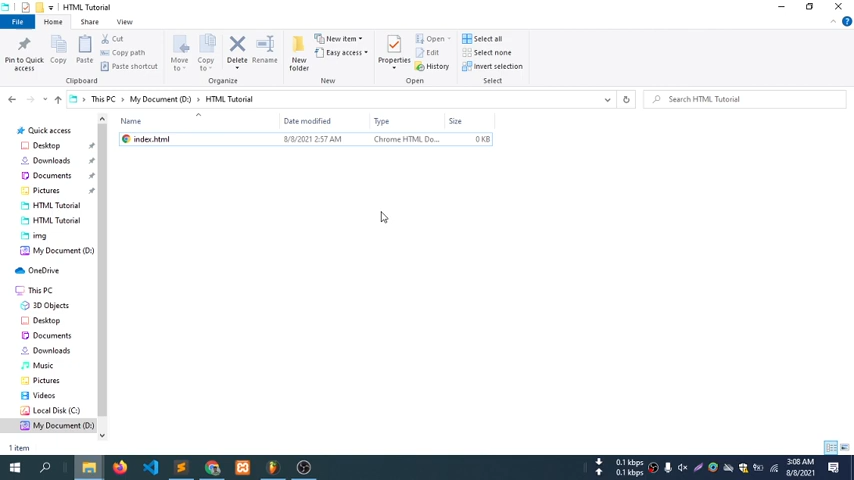 HTML Tutorial
File Home Share View
Pin to Quick access
Copy
Paste
Cut
Copy path
Paste shortcut
Clipboard
Move to
Copy to
Delete
Rename
Organize
New folder
New item
Easy access
New
Properties
Open
Edit
History
Open
Select all
Select none
Invert selection
Select
This PC > My Document (D:) > HTML Tutorial
Search HTML Tutorial
Name Date modified Type Size
index.html 8/8/2021 2:57 AM Chrome HTML Do... 0 KB
Quick access
Desktop
Downloads
Documents
Pictures
HTML Tutorial
HTML Tutorial
img
My Document (D:)
OneDrive
This PC
3D Objects
Desktop
Documents
Downloads
Music
Pictures
Videos
Local Disk (C:)
My Document (D:)
1 item
0.1 kbps
0.1 kbps
3:08 AM
8/8/2021